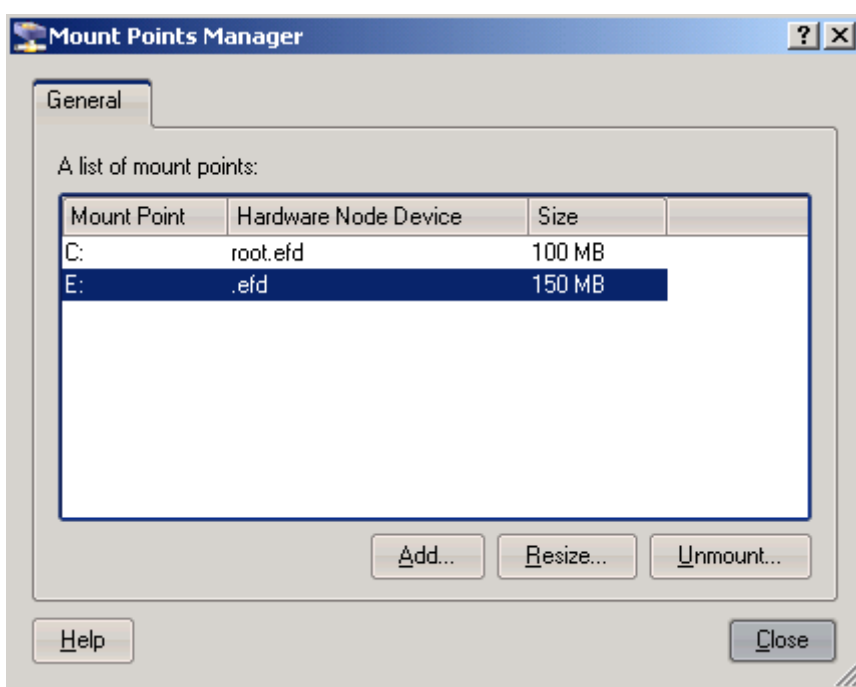 Mount Points Manager
General
A list of mount points:
Mount Point Hardware Node Device Size
C: root.efd 100 MB
E: .efd 150 MB
Add... Resize... Unmount...
Help Close